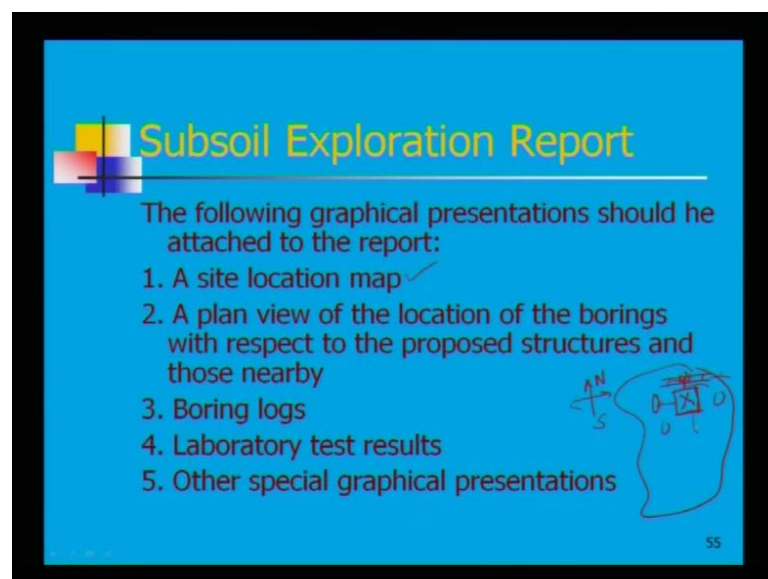 Subsoil Exploration Report
The following graphical presentations should he
attached to the report:
1. A site location map
2. A plan view of the location of the borings
with respect to the proposed structures and
those nearby
3. Boring logs
4. Laboratory test results
5. Other special graphical presentations
N
S
X
55